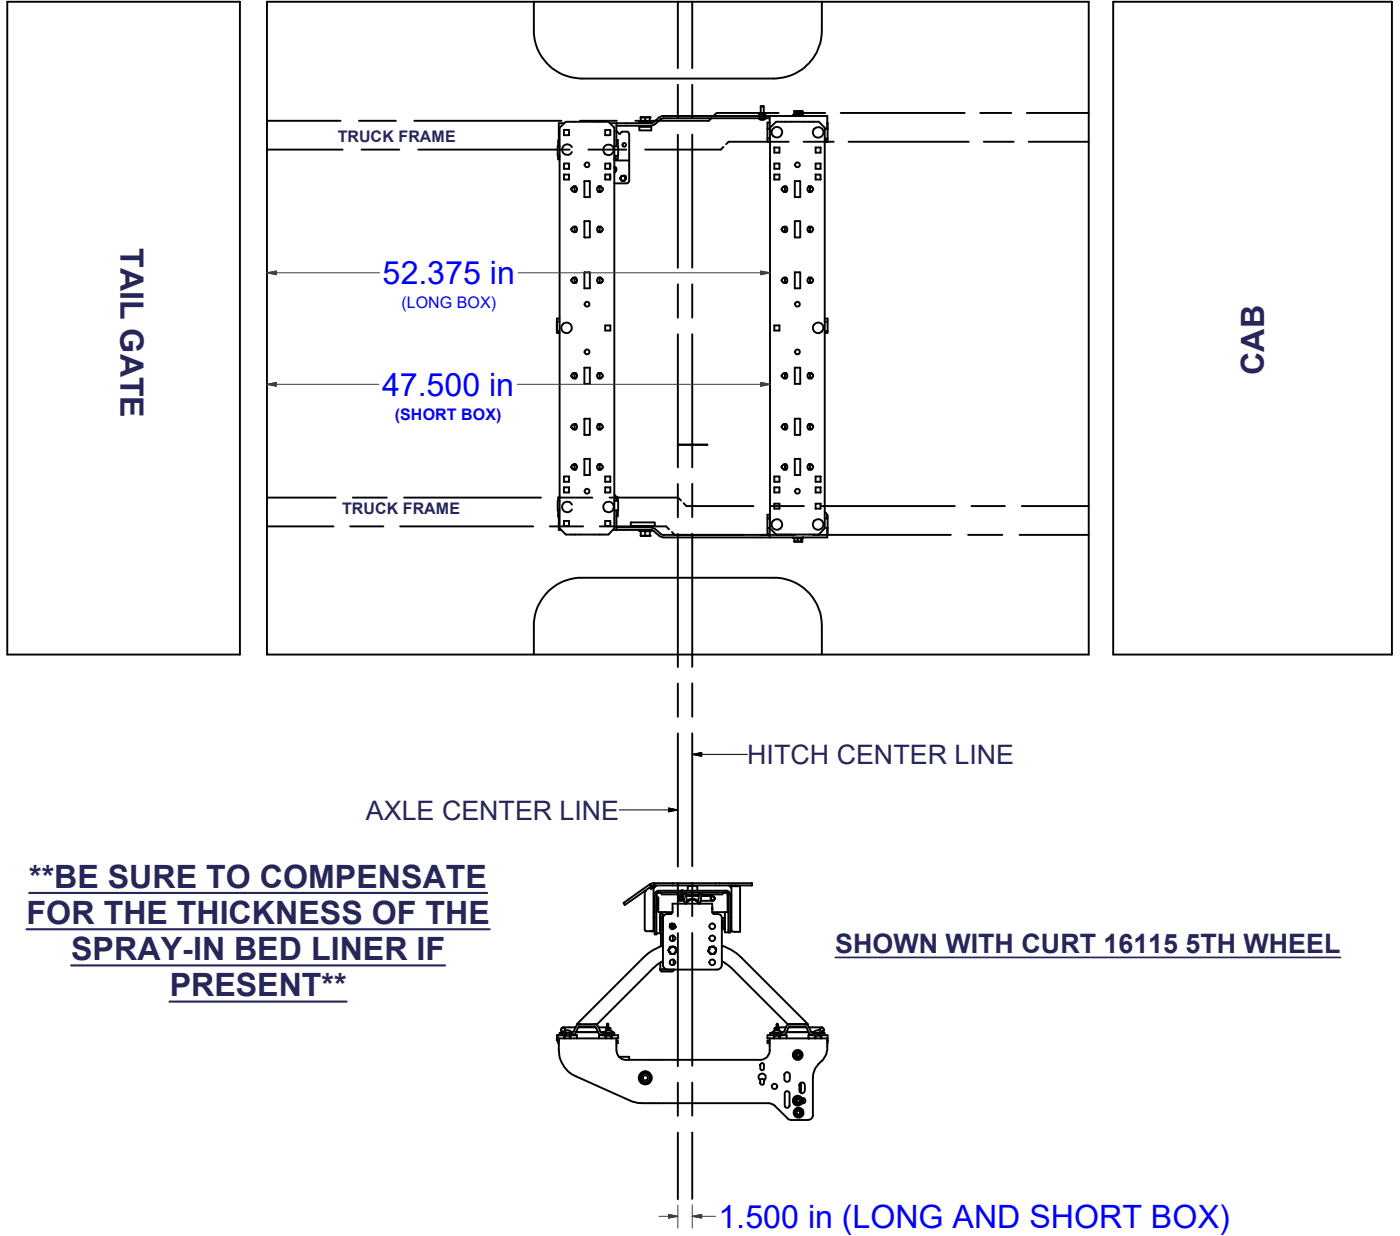 TRUCK FRAME
TAIL GATE
52.375 in
(LONG BOX)
CAB
47.500 in
(SHORT BOX)
TRUCK FRAME
HITCH CENTER LINE
AXLE CENTER LINE
**BE SURE TO COMPENSATE
FOR THE THICKNESS OF THE
SPRAY-IN BED LINER IF
PRESENT**
SHOWN WITH CURT 16115 5TH WHEEL
1.500 in (LONG AND SHORT BOX)